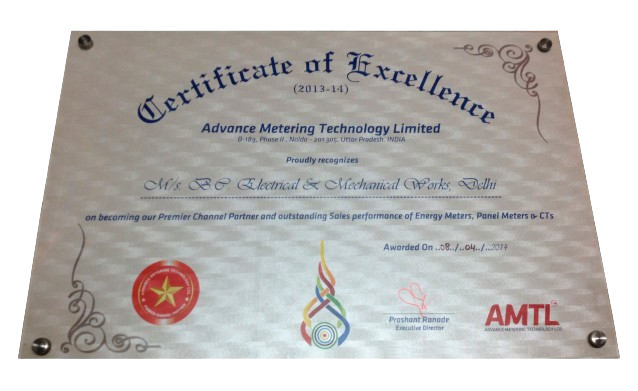 Certificate of Excellence
(2013-14)
Advance Metering Technology Limited
B-189, Phase II, Noida - 201 305, Uttar Pradesh, INDIA
Proudly recognizes
M/s. BC Electrical & Mechanical Works, Delhi
on becoming our Premier Channel Partner and outstanding Sales performance of Energy Meters, Panel Meters & CTs
Awarded On ..08../..04../..2014
Prashant Ranade
Executive Director
AMTL
ADVANCE METERING TECHNOLOGY LTD.